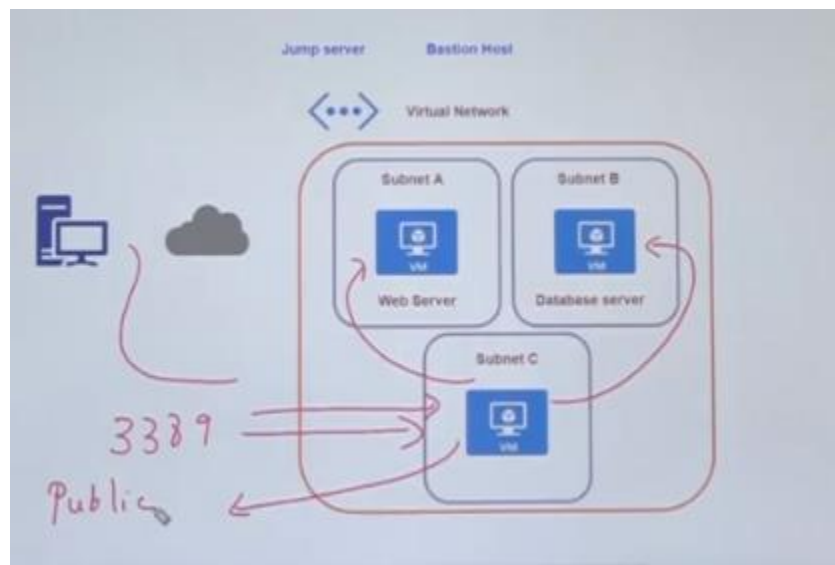 Jump server Bastion Host
Virtual Network
Subnet A Subnet B
VM VM
Web Server Database server
Subnet C
VM
3389
Public